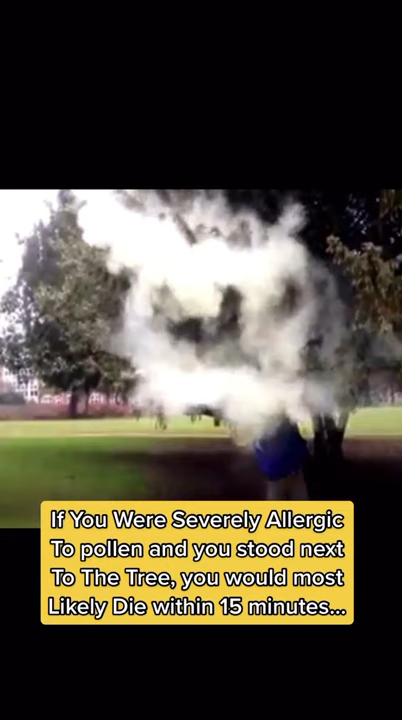 If You Were Severely Allergic
To pollen and you stood next
To The Tree, you would most
Likely Die within 15 minutes...